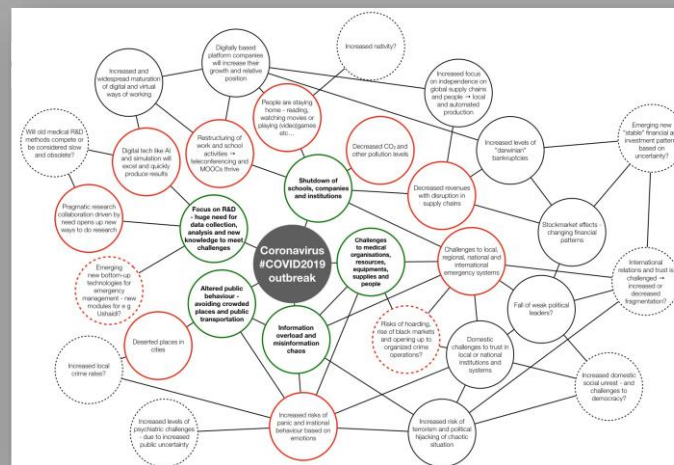 Digitally based
platform companies
will increase their
growth and relative
position
Increased nativity?
Increased and
widespread maturation
of digital and virtual
ways of working
People are staying
home - reading,
watching movies or
playing (video)games
etc...
Increased focus
on independence on
global supply chains
and people → local
and automated
production
Will old medical R&D
methods compete or
be considered slow
and obsolete?
Digital tech like AI
and simulation will
excel and quickly
produce results
Restructuring of
work and school
activities →
teleconferencing and
MOOCs thrive
Decreased CO2 and
other pollution levels
Increased levels of
"darwinian"
bankruptcies
Emerging new
"stable" financial and
investment patterns
based on
uncertainty?
Shutdown of
schools, companies
and institutions
Decreased revenues
with disruption in
supply chains
Pragmatic research
collaboration driven by
need opens up new
ways to do research
Focus on R&D
- huge need for
data collection,
analysis and new
knowledge to meet
challenges
Stockmarket effects -
changing financial
patterns
Coronavirus
#COVID2019
outbreak
Challenges
to medical
organisations,
resources,
equipments,
supplies and
people
Challenges to local,
regional, national and
international
emergency systems
International
relations and trust is
challenged →
increased or
decreased
fragmentation?
Emerging
new bottom-up
technologies for
emergency
management - new
modules for e.g
Ushaidi?
Altered public
behaviour -
avoiding crowded
places and public
transportation
Fall of weak political
leaders?
Information
overload and
misinformation
chaos
Risks of hoarding,
rise of black markets
and opening up to
organized crime
operations?
Deserted places in
cities
Domestic
challenges to trust in
local or national
institutions and
systems
Increased local
crime rates?
Increased domestic
social unrest - and
challenges to
democracy?
Increased levels of
psychiatric challenges
- due to increased
public uncertainty
Increased risks of
panic and irrational
behaviour based on
emotions
Increased risk of
terrorism and political
hijacking of chaotic
situation